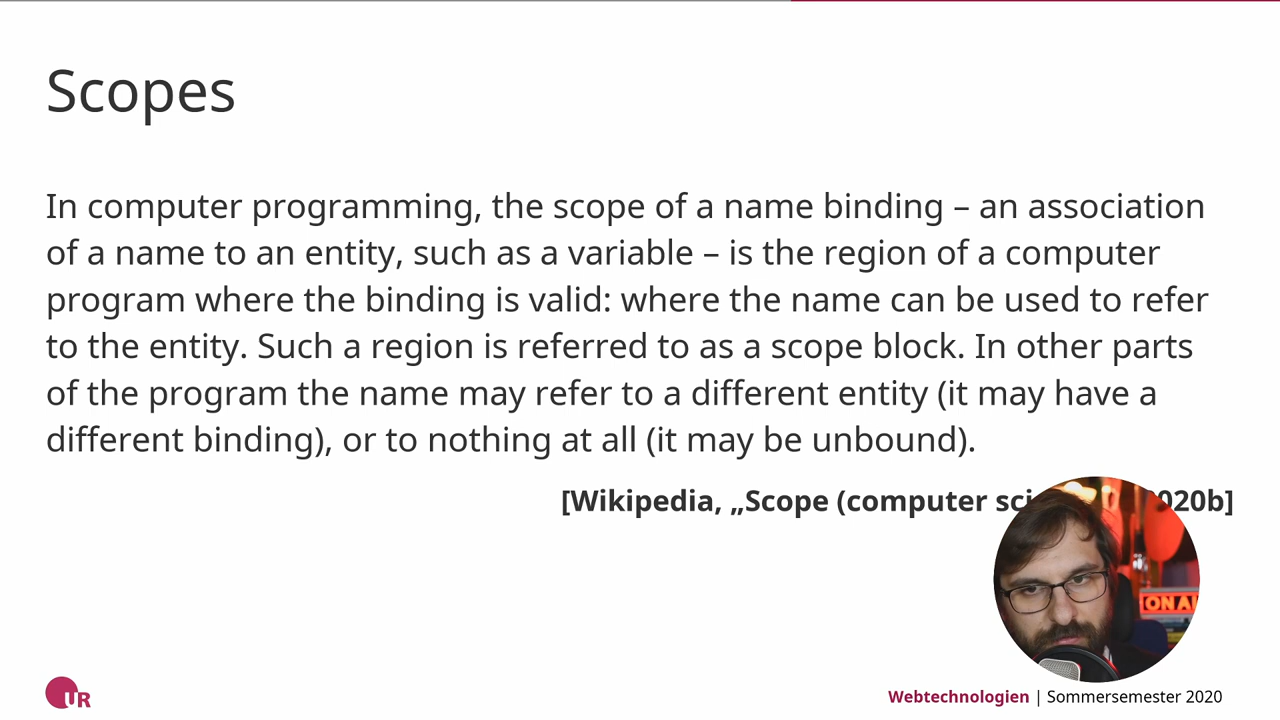 Scopes
In computer programming, the scope of a name binding – an association
of a name to an entity, such as a variable – is the region of a computer
program where the binding is valid: where the name can be used to refer
to the entity. Such a region is referred to as a scope block. In other parts
of the program the name may refer to a different entity (it may have a
different binding), or to nothing at all (it may be unbound).
[Wikipedia, „Scope (computer
ON
UR
Webtechnologien | Sommersemester 2020